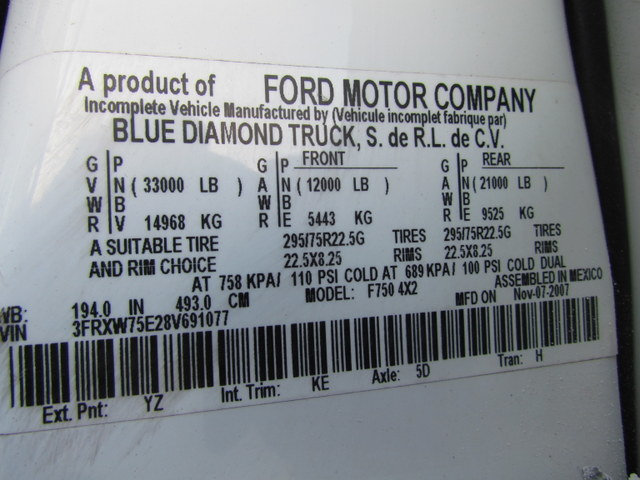 A product of FORD MOTOR COMPANY
Incomplete Vehicle Manufactured by (Vehicule incomplet fabrique par)
BLUE DIAMOND TRUCK, S. de R.L. de C.V.
G P G P FRONT G P REAR
V N ( 33000 LB ) A N ( 12000 LB ) A N ( 21000 LB )
W B W B W B
R V 14968 KG R E 5443 KG R E 9525 KG
A SUITABLE TIRE 295/75R22.5G TIRES 295/75R22.5G TIRES
AND RIM CHOICE 22.5X8.25 RIMS 22.5X8.25 RIMS
AT 758 KPA/ 110 PSI COLD AT 689 KPA/ 100 PSI COLD DUAL
WB: 194.0 IN 493.0 CM MODEL: F750 4X2 ASSEMBLED IN MEXICO
VIN 3FRXW75E28V691077 MFD ON Nov-07-2007
Ext. Pnt: YZ Int. Trim: KE Axle: 5D Tran: H